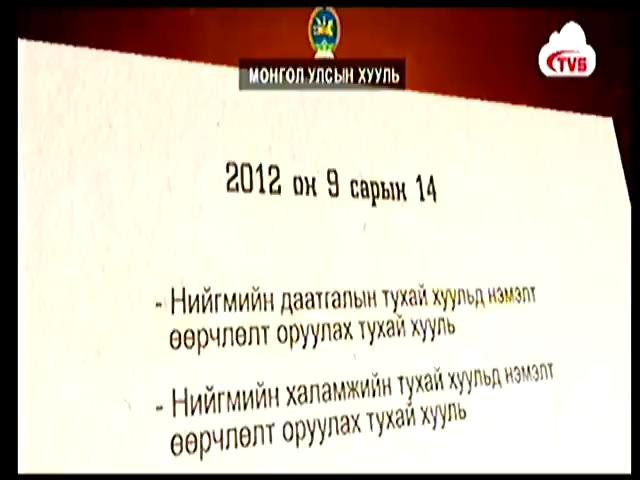 TV5
МОНГОЛ УЛСЫН ХУУЛЬ
2012 он 9 сарын 14
- Нийгмийн даатгалын тухай хуульд нэмэлт
өөрчлөлт оруулах тухай хууль
- Нийгмийн халамжийн тухай хуульд нэмэлт
өөрчлөлт оруулах тухай хууль